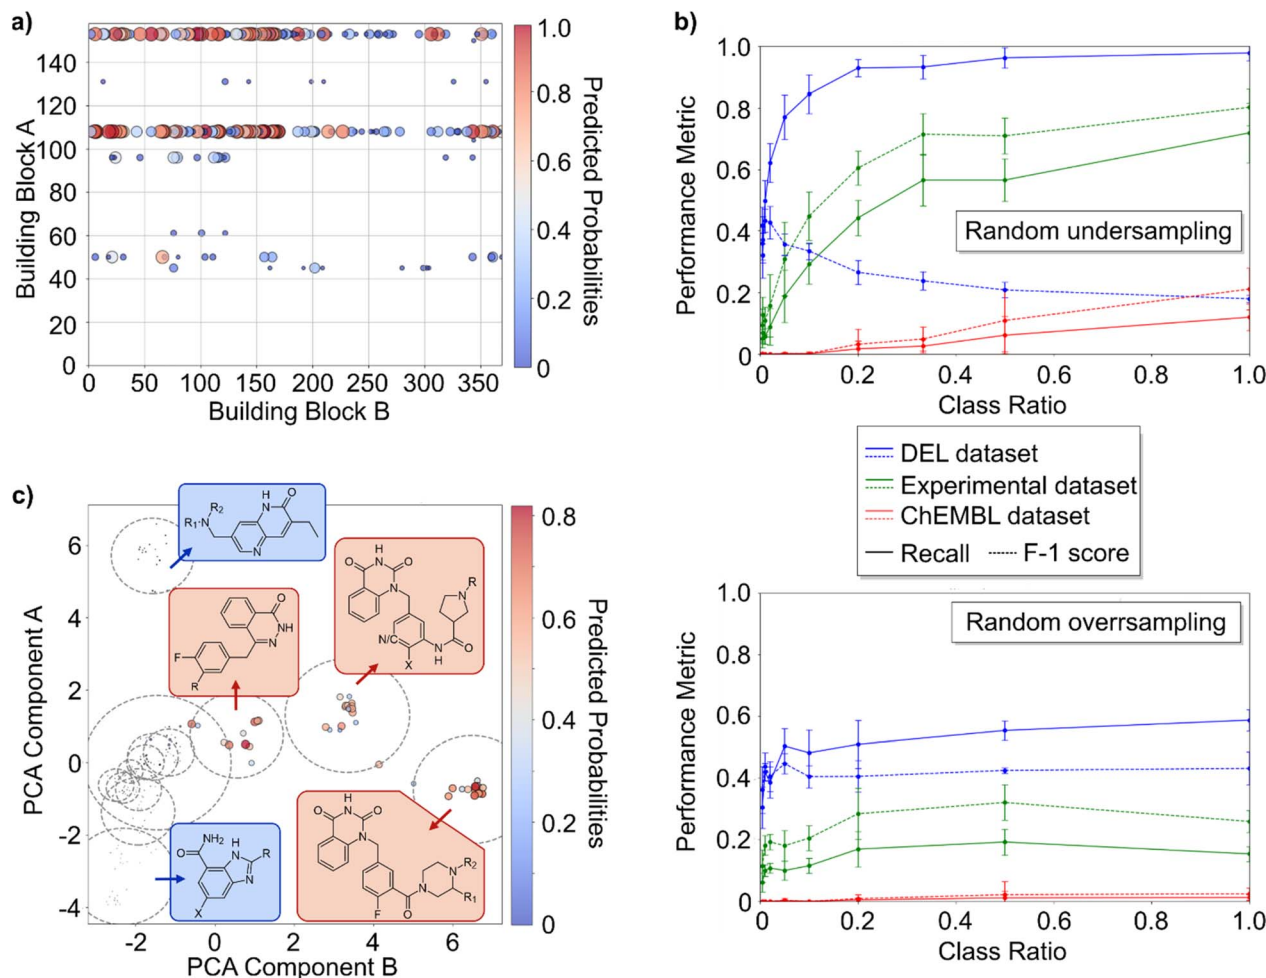 a)
140
120
100
80
60
40
20
0
Building Block A
0 50 100 150 200 250 300 350
Building Block B
1.0
0.8
0.6
0.4
0.2
0
Predicted Probabilities
b)
1.0
0.8
0.6
0.4
0.2
0
Performance Metric
Random undersampling
0 0.2 0.4 0.6 0.8 1.0
Class Ratio
DEL dataset
Experimental dataset
ChEMBL dataset
Recall F-1 score
1.0
0.8
0.6
0.4
0.2
0
Performance Metric
Random overrsampling
0 0.2 0.4 0.6 0.8 1.0
Class Ratio
c)
6
4
2
0
-2
-4
PCA Component A
-2 0 2 4 6
PCA Component B
0.8
0.6
0.4
0.2
0
Predicted Probabilities
H
N
O
R2
R1
N
N
O
NH
N
F
R
H
N
O
O
N
R
N
N/C
X
N
H
O
NH2
O
H
N
R
N
X
H
N
O
O
N
R2
N
N
R1
F
O